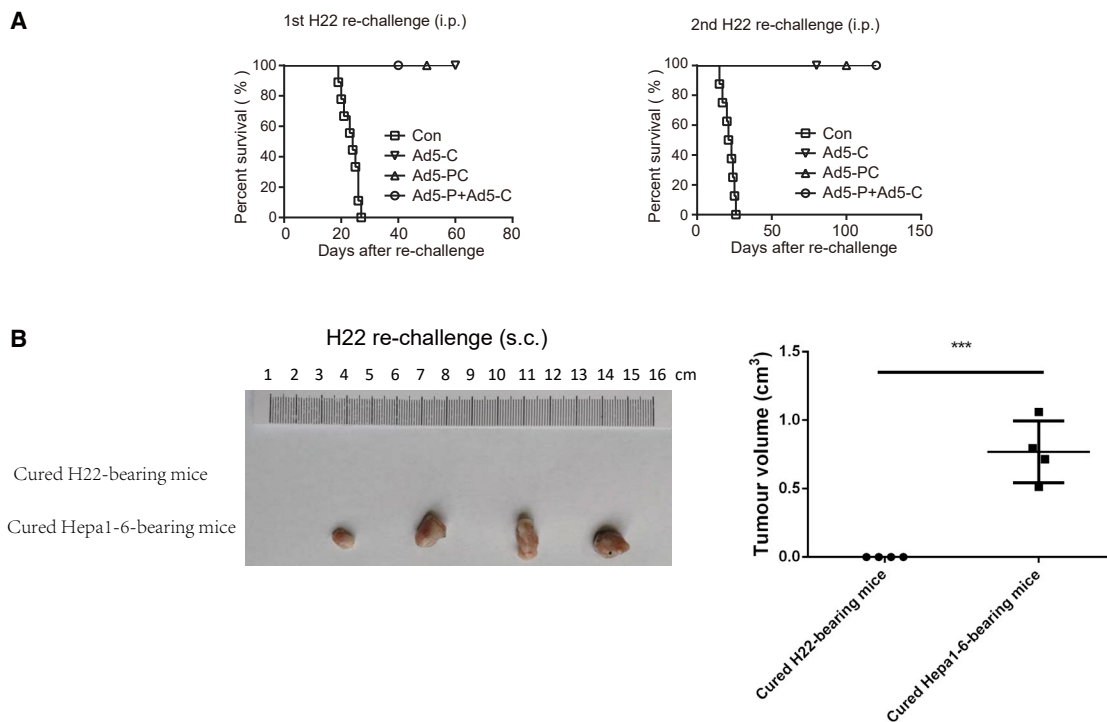 A
1st H22 re-challenge (i.p.)
Percent survival ( % )
100
80
60
40
20
0
0 20 40 60 80
Days after re-challenge
Con
Ad5-C
Ad5-PC
Ad5-P+Ad5-C
2nd H22 re-challenge (i.p.)
Percent survival ( % )
100
80
60
40
20
0
0 50 100 150
Days after re-challenge
Con
Ad5-C
Ad5-PC
Ad5-P+Ad5-C
B
H22 re-challenge (s.c.)
1 2 3 4 5 6 7 8 9 10 11 12 13 14 15 16 cm
Cured H22-bearing mice
Cured Hepa1-6-bearing mice
Tumour volume (cm³)
1.5
1.0
0.5
0.0
***
Cured H22-bearing mice
Cured Hepa1-6-bearing mice